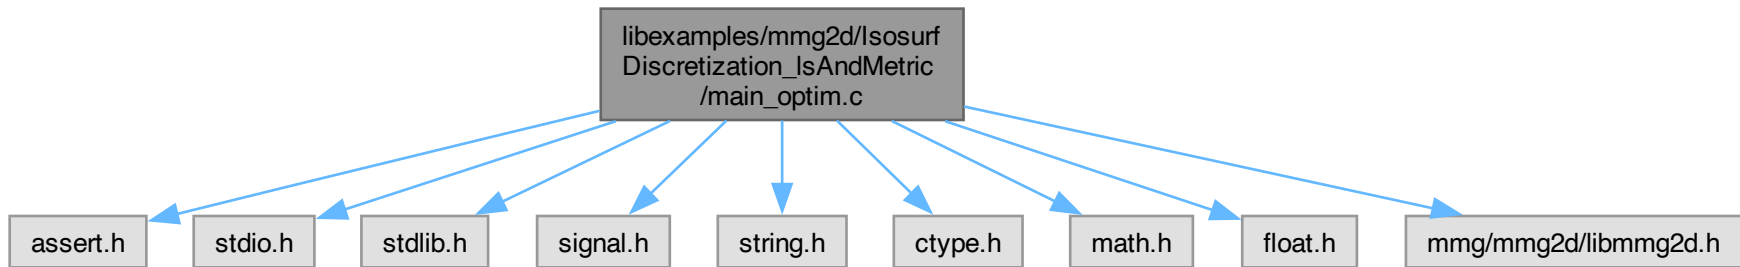 libexamples/mmg2d/Isosurf
Discretization_lsAndMetric
/main_optim.c
assert.h
stdio.h
stdlib.h
signal.h
string.h
ctype.h
math.h
float.h
mmg/mmg2d/libmmg2d.h